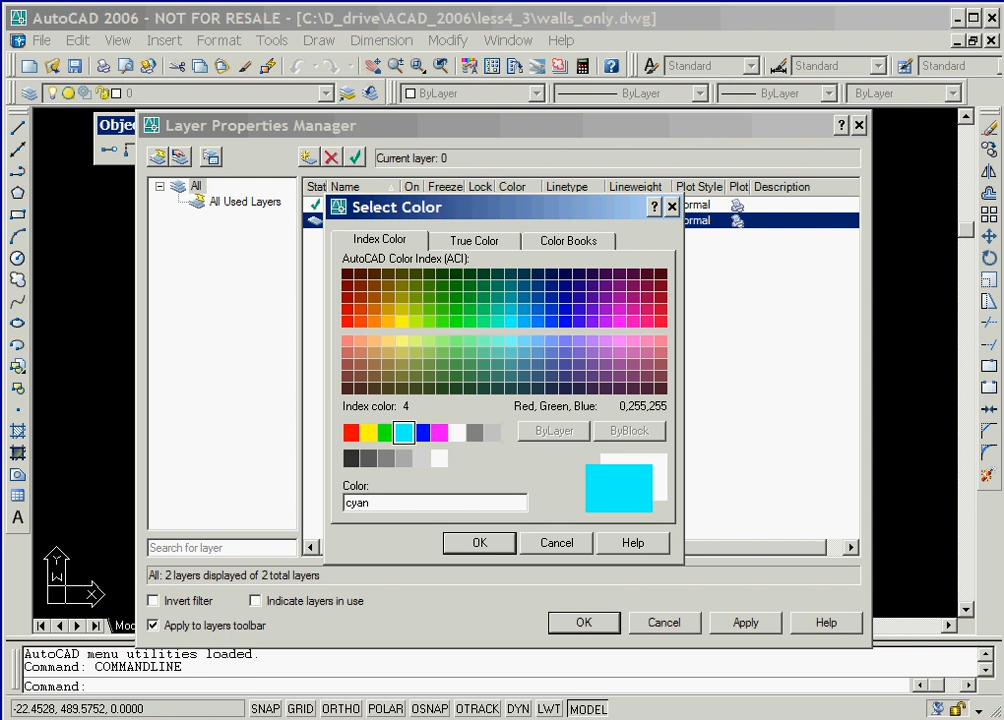 AutoCAD 2006 - NOT FOR RESALE - [C:\D_drive\ACAD_2006\less4_3\walls_only.dwg]
File Edit View Insert Format Tools Draw Dimension Modify Window Help
Standard Standard Standard
0 ByLayer ByLayer ByLayer ByLayer
Layer Properties Manager
Current layer: 0
All
All Used Layers
Stat Name On Freeze Lock Color Linetype Lineweight Plot Style Plot Description
ormal
ormal
Select Color
Index Color True Color Color Books
AutoCAD Color Index (ACI):
Index color: 4 Red, Green, Blue: 0,255,255
ByLayer ByBlock
Color:
cyan
OK Cancel Help
Search for layer
All: 2 layers displayed of 2 total layers
Invert filter Indicate layers in use
Apply to layers toolbar
OK Cancel Apply Help
Objec
Y
W
X
Moc
AutoCAD menu utilities loaded.
Command: COMMANDLINE
Command:
-22.4528, 489.5752, 0.0000 SNAP GRID ORTHO POLAR OSNAP OTRACK DYN LWT MODEL